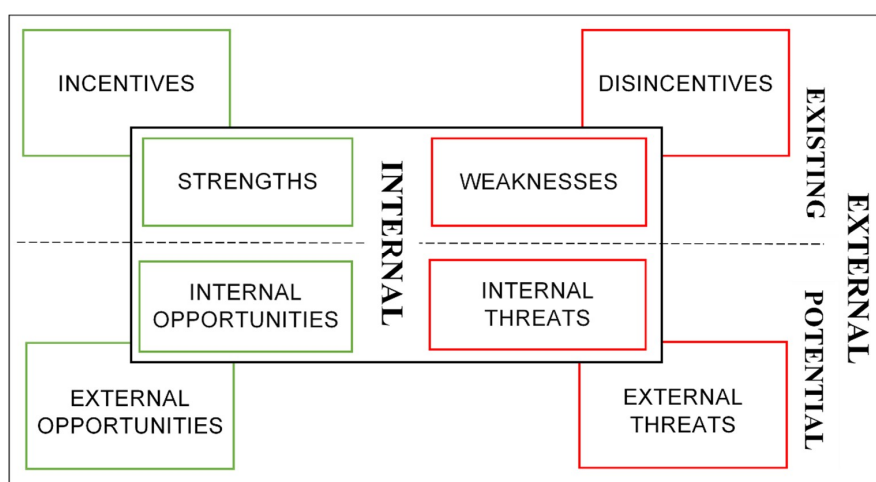 INCENTIVES
DISINCENTIVES
STRENGTHS
WEAKNESSES
INTERNAL
EXISTING
EXTERNAL
INTERNAL
OPPORTUNITIES
INTERNAL
THREATS
POTENTIAL
EXTERNAL
OPPORTUNITIES
EXTERNAL
THREATS